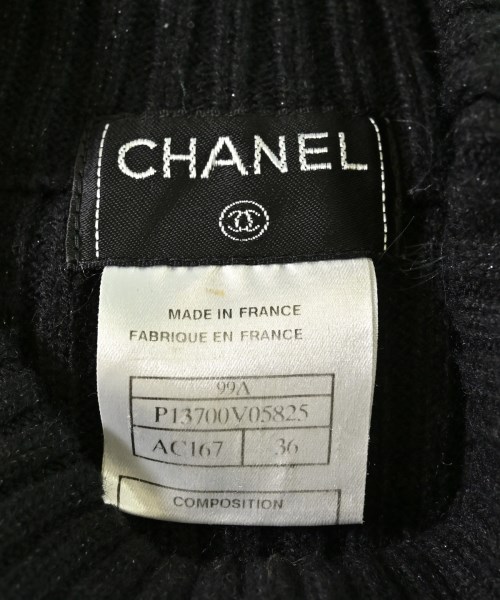 CHANEL
MADE IN FRANCE
FABRIQUE EN FRANCE
99A
P13700V05825
AC167 36
COMPOSITION